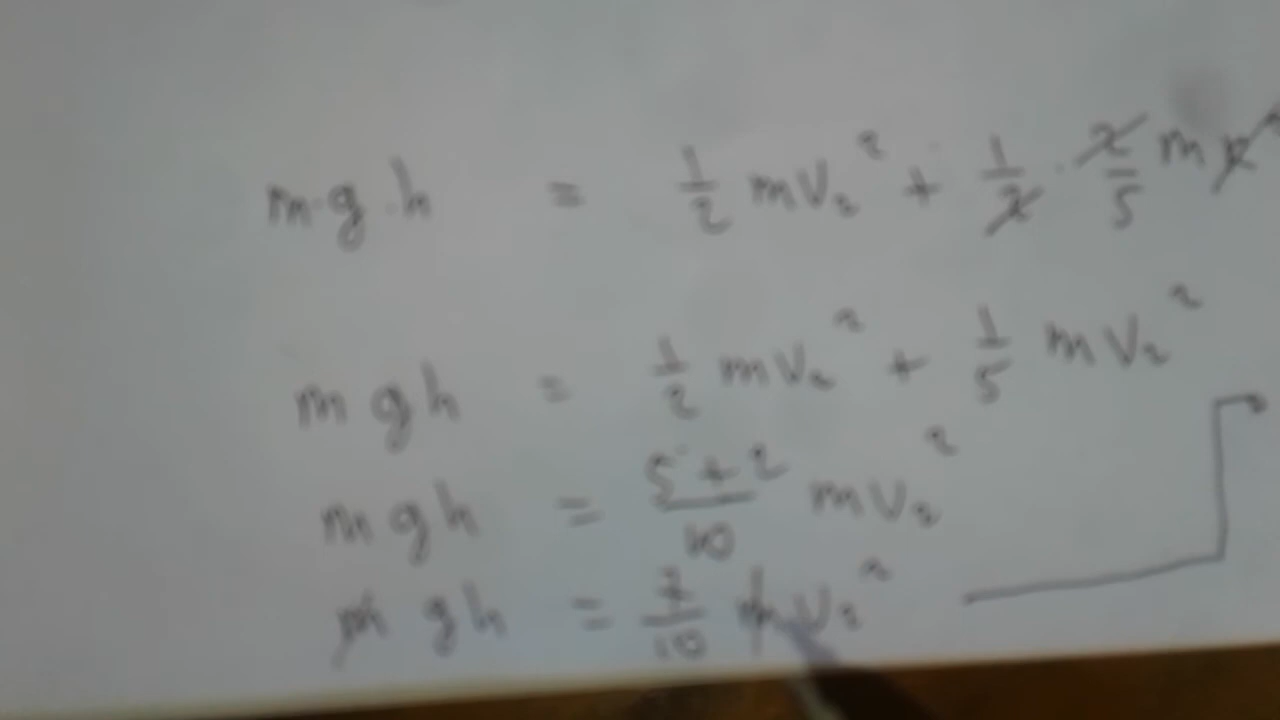 m·g·h = 1/2 mv₂² + 1/2 · 2/5 m r²
mgh = 1/2 mv₂² + 1/5 mv₂²
mgh = 5+2/10 mv₂²
mgh = 7/10 mv₂²